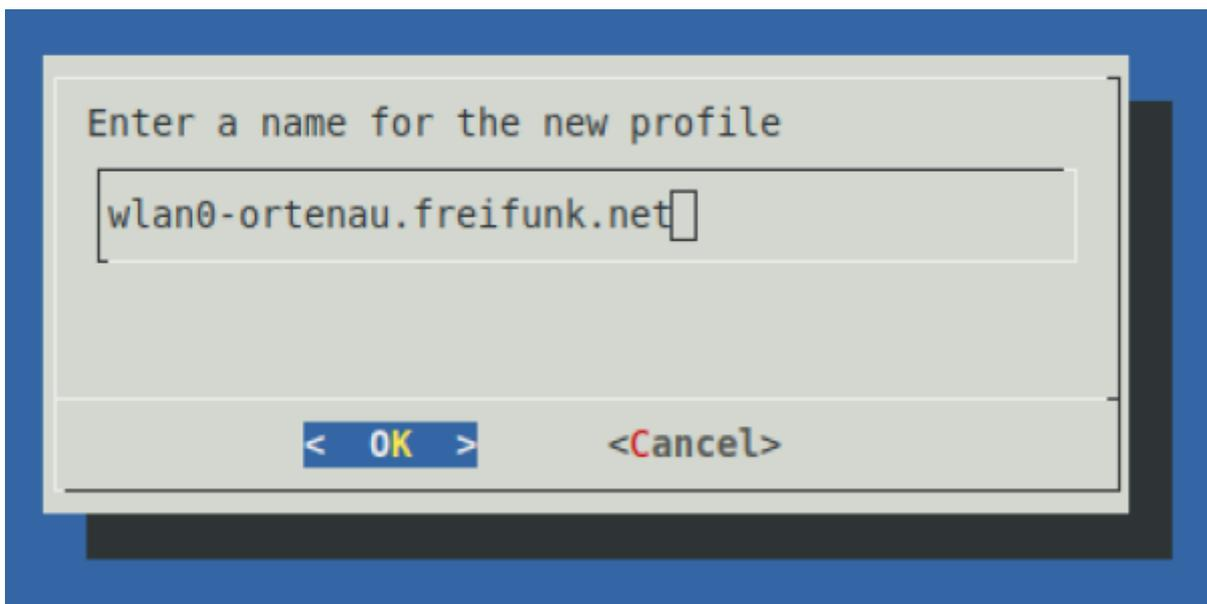 Enter a name for the new profile
wlan0-ortenau.freifunk.net
<  OK  > <Cancel>